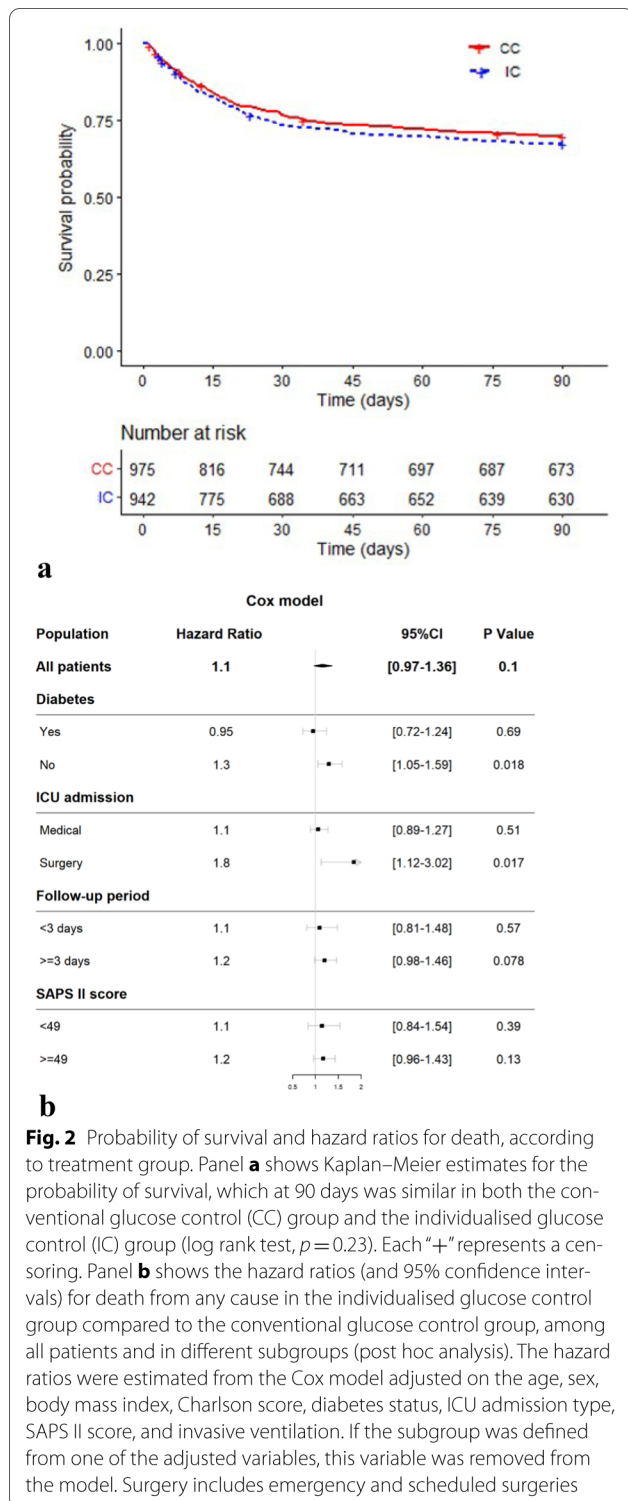 1.00
0.75
0.50
0.25
0.00
Survival probability
CC
IC
0 15 30 45 60 75 90
Time (days)
Number at risk
CC 975 816 744 711 697 687 673
IC 942 775 688 663 652 639 630
0 15 30 45 60 75 90
Time (days)
a
Cox model
Population Hazard Ratio 95%CI P Value
All patients 1.1 [0.97-1.36] 0.1
Diabetes
Yes 0.95 [0.72-1.24] 0.69
No 1.3 [1.05-1.59] 0.018
ICU admission
Medical 1.1 [0.89-1.27] 0.51
Surgery 1.8 [1.12-3.02] 0.017
Follow-up period
<3 days 1.1 [0.81-1.48] 0.57
>=3 days 1.2 [0.98-1.46] 0.078
SAPS II score
<49 1.1 [0.84-1.54] 0.39
>=49 1.2 [0.96-1.43] 0.13
0.5 1 1.5 2
b
Fig. 2 Probability of survival and hazard ratios for death, according
to treatment group. Panel a shows Kaplan–Meier estimates for the
probability of survival, which at 90 days was similar in both the con-
ventional glucose control (CC) group and the individualised glucose
control (IC) group (log rank test, p = 0.23). Each “+” represents a cen-
soring. Panel b shows the hazard ratios (and 95% confidence inter-
vals) for death from any cause in the individualised glucose control
group compared to the conventional glucose control group, among
all patients and in different subgroups (post hoc analysis). The hazard
ratios were estimated from the Cox model adjusted on the age, sex,
body mass index, Charlson score, diabetes status, ICU admission type,
SAPS II score, and invasive ventilation. If the subgroup was defined
from one of the adjusted variables, this variable was removed from
the model. Surgery includes emergency and scheduled surgeries